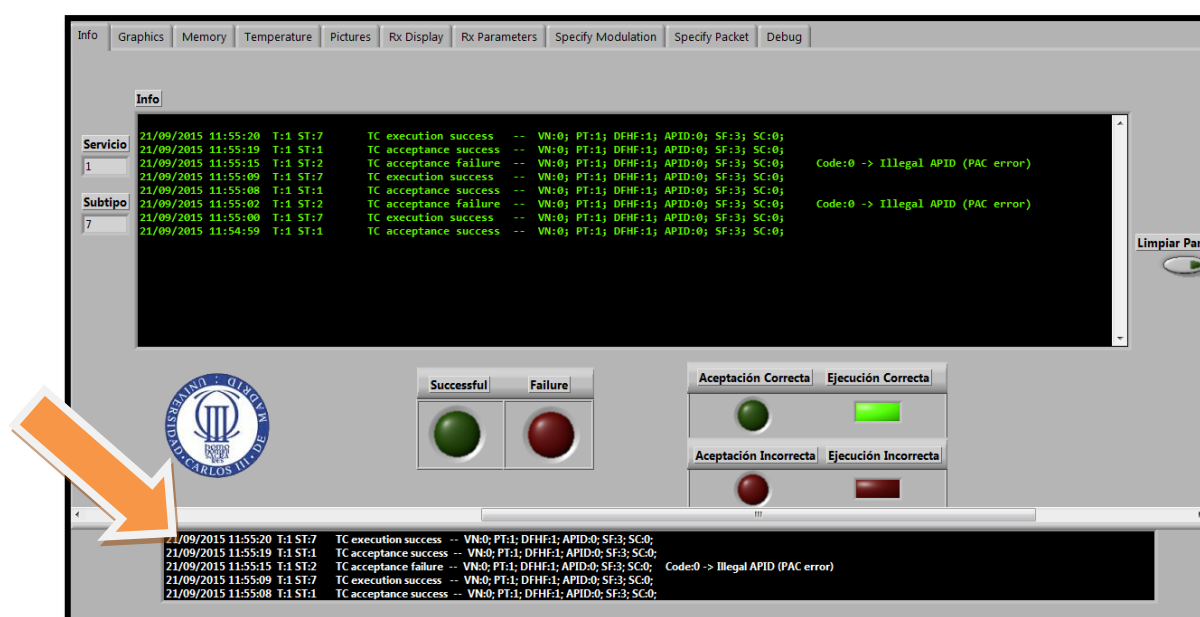 Info Graphics Memory Temperature Pictures Rx Display Rx Parameters Specify Modulation Specify Packet Debug
Info
Servicio
1
Subtipo
7
21/09/2015 11:55:20 T:1 ST:7 TC execution success -- VN:0; PT:1; DFHF:1; APID:0; SF:3; SC:0;
21/09/2015 11:55:19 T:1 ST:1 TC acceptance success -- VN:0; PT:1; DFHF:1; APID:0; SF:3; SC:0;
21/09/2015 11:55:15 T:1 ST:2 TC acceptance failure -- VN:0; PT:1; DFHF:1; APID:0; SF:3; SC:0; Code:0 -> Illegal APID (PAC error)
21/09/2015 11:55:09 T:1 ST:7 TC execution success -- VN:0; PT:1; DFHF:1; APID:0; SF:3; SC:0;
21/09/2015 11:55:08 T:1 ST:1 TC acceptance success -- VN:0; PT:1; DFHF:1; APID:0; SF:3; SC:0;
21/09/2015 11:55:02 T:1 ST:2 TC acceptance failure -- VN:0; PT:1; DFHF:1; APID:0; SF:3; SC:0; Code:0 -> Illegal APID (PAC error)
21/09/2015 11:55:00 T:1 ST:7 TC execution success -- VN:0; PT:1; DFHF:1; APID:0; SF:3; SC:0;
21/09/2015 11:54:59 T:1 ST:1 TC acceptance success -- VN:0; PT:1; DFHF:1; APID:0; SF:3; SC:0;
Limpiar Pan
UNIVERSIDAD · CARLOS III · DE MADRID
Successful Failure
Aceptación Correcta Ejecución Correcta
Aceptación Incorrecta Ejecución Incorrecta
21/09/2015 11:55:20 T:1 ST:7 TC execution success -- VN:0; PT:1; DFHF:1; APID:0; SF:3; SC:0;
21/09/2015 11:55:19 T:1 ST:1 TC acceptance success -- VN:0; PT:1; DFHF:1; APID:0; SF:3; SC:0;
21/09/2015 11:55:15 T:1 ST:2 TC acceptance failure -- VN:0; PT:1; DFHF:1; APID:0; SF:3; SC:0; Code:0 -> Illegal APID (PAC error)
21/09/2015 11:55:09 T:1 ST:7 TC execution success -- VN:0; PT:1; DFHF:1; APID:0; SF:3; SC:0;
21/09/2015 11:55:08 T:1 ST:1 TC acceptance success -- VN:0; PT:1; DFHF:1; APID:0; SF:3; SC:0;